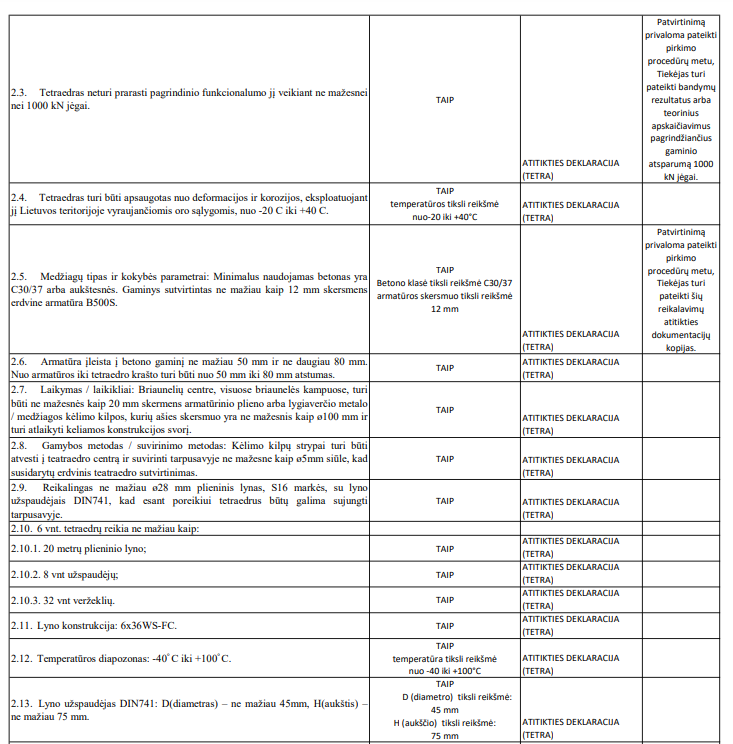 Patvirtinimą
privaloma pateikti
pirkimo
procedūrų metu,
Tiekėjas turi
pateikti bandymų
rezultatus arba
teorinius
apskaičiavimus
pagrindžiančius
gaminio
atsparumą 1000
kN jėgai.
2.3. Tetraedras neturi prarasti pagrindinio funkcionalumo jį veikiant ne mažesnei
nei 1000 kN jėgai.
TAIP
ATITIKTIES DEKLARACIJA
(TETRA)
2.4. Tetraedras turi būti apsaugotas nuo deformacijos ir korozijos, eksploatuojant
jį Lietuvos teritorijoje vyraujančiomis oro sąlygomis, nuo -20 C iki +40 C.
TAIP
temperatūros tiksli reikšmė
nuo-20 iki +40°C
ATITIKTIES DEKLARACIJA
(TETRA)
2.5. Medžiagų tipas ir kokybės parametrai: Minimalus naudojamas betonas yra
C30/37 arba aukštesnės. Gaminys sutvirtintas ne mažiau kaip 12 mm skersmens
erdvine armatūra B500S.
TAIP
Betono klasė tiksli reikšmė C30/37
armatūros skersmuo tiksli reikšmė
12 mm
ATITIKTIES DEKLARACIJA
(TETRA)
Patvirtinimą
privaloma pateikti
pirkimo
procedūrų metu,
Tiekėjas turi
pateikti šių
reikalavimų
atitikties
dokumentacijų
kopijas.
2.6. Armatūra įleista į betono gaminį ne mažiau 50 mm ir ne daugiau 80 mm.
Nuo armatūros iki tetraedro krašto turi būti nuo 50 mm iki 80 mm atstumas.
TAIP
ATITIKTIES DEKLARACIJA
(TETRA)
2.7. Laikymas / laikikliai: Briaunelių centre, visuose briaunelės kampuose, turi
būti ne mažesnės kaip 20 mm skermens armatūrinio plieno arba lygiaverčio metalo
/ medžiagos kėlimo kilpos, kurių ašies skersmuo yra ne mažesnis kaip ø100 mm ir
turi atlaikyti keliamos konstrukcijos svorį.
TAIP
ATITIKTIES DEKLARACIJA
(TETRA)
2.8. Gamybos metodas / suvirinimo metodas: Kėlimo kilpų strypai turi būti
atvesti į teatraedro centrą ir suvirinti tarpusavyje ne mažesne kaip ø5mm siūle, kad
susidarytų erdvinis teatraedro sutvirtinimas.
TAIP
ATITIKTIES DEKLARACIJA
(TETRA)
2.9. Reikalingas ne mažiau ø28 mm plieninis lynas, S16 markės, su lyno
užspaudėjais DIN741, kad esant poreikiui tetraedrus būtų galima sujungti
tarpusavyje.
TAIP
ATITIKTIES DEKLARACIJA
(TETRA)
2.10. 6 vnt. tetraedrų reikia ne mažiau kaip:
2.10.1. 20 metrų plieninio lyno;
TAIP
ATITIKTIES DEKLARACIJA
(TETRA)
2.10.2. 8 vnt užspaudėjų;
TAIP
ATITIKTIES DEKLARACIJA
(TETRA)
2.10.3. 32 vnt veržeklių.
TAIP
ATITIKTIES DEKLARACIJA
(TETRA)
2.11. Lyno konstrukcija: 6x36WS-FC.
TAIP
ATITIKTIES DEKLARACIJA
(TETRA)
2.12. Temperatūros diapozonas: -40°C iki +100°C.
TAIP
temperatūra tiksli reikšmė
nuo -40 iki +100°C
ATITIKTIES DEKLARACIJA
(TETRA)
2.13. Lyno užspaudėjas DIN741: D(diametras) – ne mažiau 45mm, H(aukštis) –
ne mažiau 75 mm.
TAIP
D (diametro) tiksli reikšmė:
45 mm
H (aukščio) tiksli reikšmė:
75 mm
ATITIKTIES DEKLARACIJA
(TETRA)